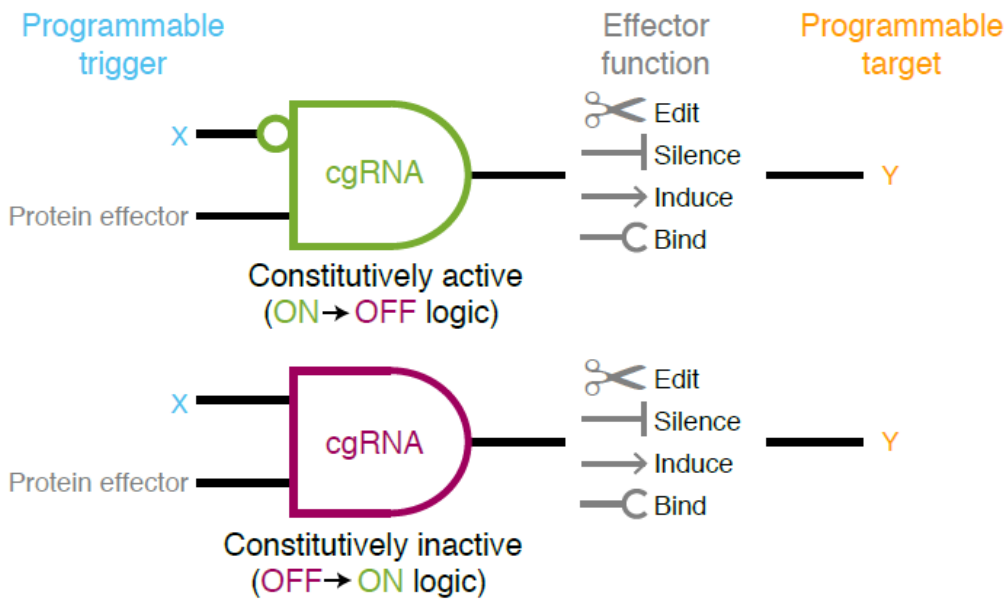 Programmable trigger
Effector function
Programmable target
X
Protein effector
cgRNA
Edit
Silence
Induce
Bind
Y
Constitutively active
(ON→OFF logic)
X
Protein effector
cgRNA
Edit
Silence
Induce
Bind
Y
Constitutively inactive
(OFF→ON logic)